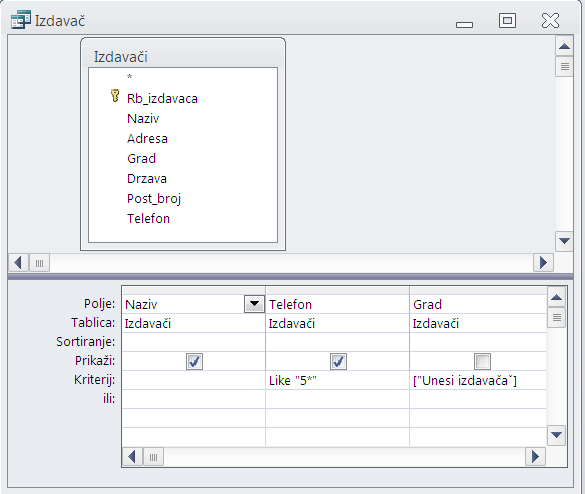 Izdavač
Izdavači
*
Rb_izdavaca
Naziv
Adresa
Grad
Drzava
Post_broj
Telefon
Polje: Naziv Telefon Grad
Tablica: Izdavači Izdavači Izdavači
Sortiranje:
Prikaži:
Kriterij: Like "5*" ["Unesi izdavačaˇ]
ili: